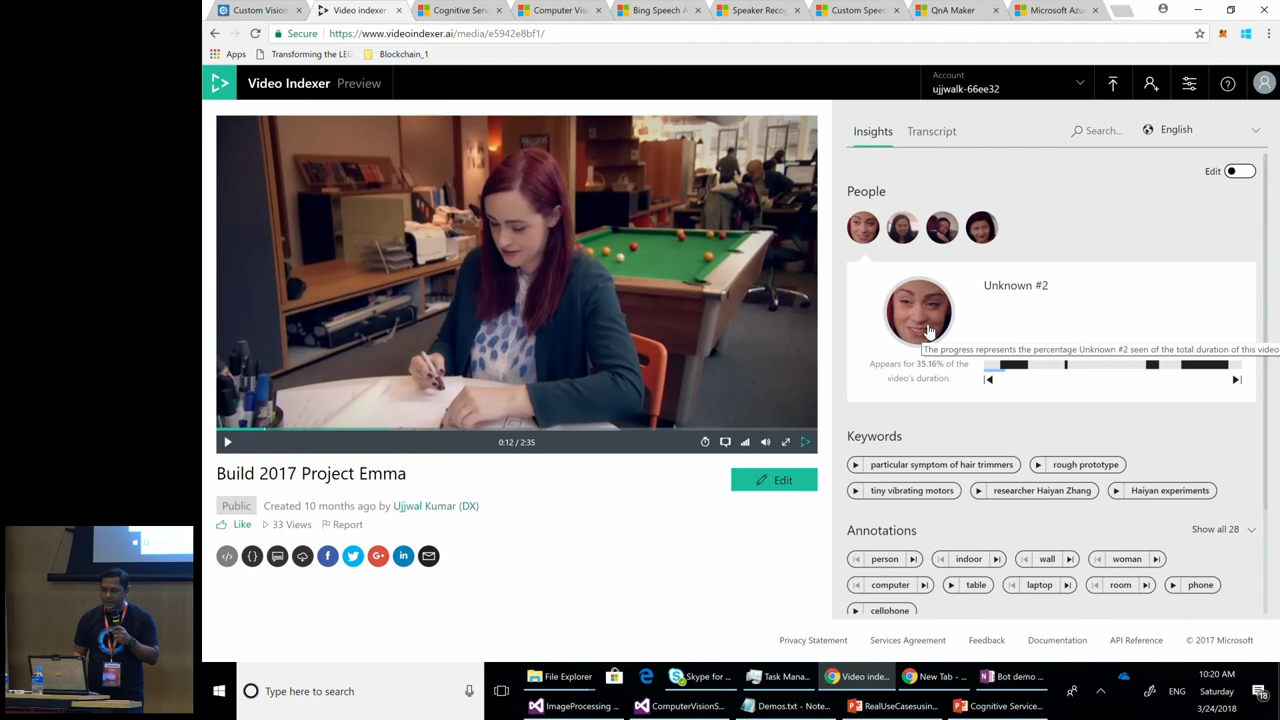 Custom Vision
Video indexer
Cognitive Serv
Computer Visi
Bing Speech A
Speaker Recog
Custom Speec
QnA Maker
Microsoft Azu
Secure
https://www.videoindexer.ai/media/e5942e8bf1/
Apps
Transforming the LEG
Blockchain_1
Video Indexer Preview
Account
ujjwalk-66ee32
Insights
Transcript
Search...
English
Edit
People
Unknown #2
The progress represents the percentage Unknown #2 seen of the total duration of this video
Appears for 35.16% of the
video's duration.
0:12 / 2:35
Build 2017 Project Emma
Edit
Public
Created 10 months ago by Ujjwal Kumar (DX)
Like
33 Views
Report
Keywords
particular symptom of hair trimmers
rough prototype
tiny vibrating motors
researcher Haiyan Zhang
Haiyan experiments
Annotations
Show all 28
person
indoor
wall
woman
computer
table
laptop
room
phone
cellphone
Privacy Statement
Services Agreement
Feedback
Documentation
API Reference
© 2017 Microsoft
Type here to search
File Explorer
Skype for ...
Task Mana...
Video inde...
New Tab - ...
Bot demo ...
ImageProcessing ...
ComputerVisionS...
Demos.txt - Note...
RealUseCasesusin...
Cognitive Service...
ENG
10:20 AM
Saturday
3/24/2018
18